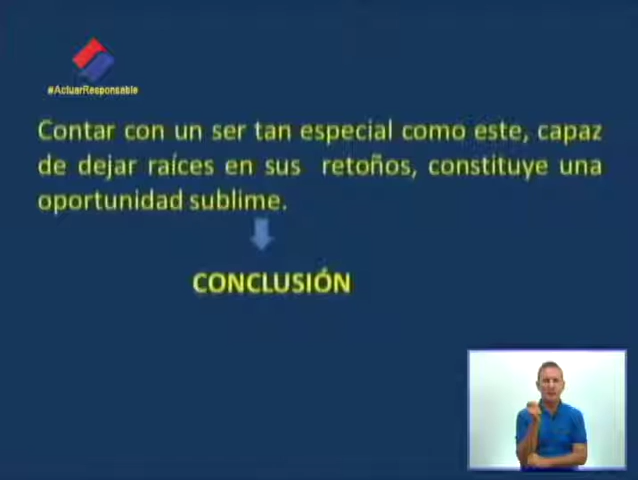 #ActuarResponsable
Contar con un ser tan especial como este, capaz
de dejar raíces en sus retoños, constituye una
oportunidad sublime.
CONCLUSIÓN